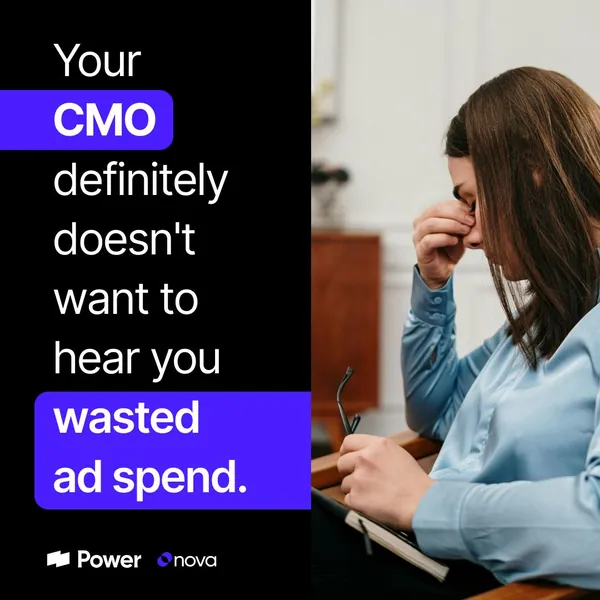 Your
CMO
definitely
doesn't
want to
hear you
wasted
ad spend.
Power nova